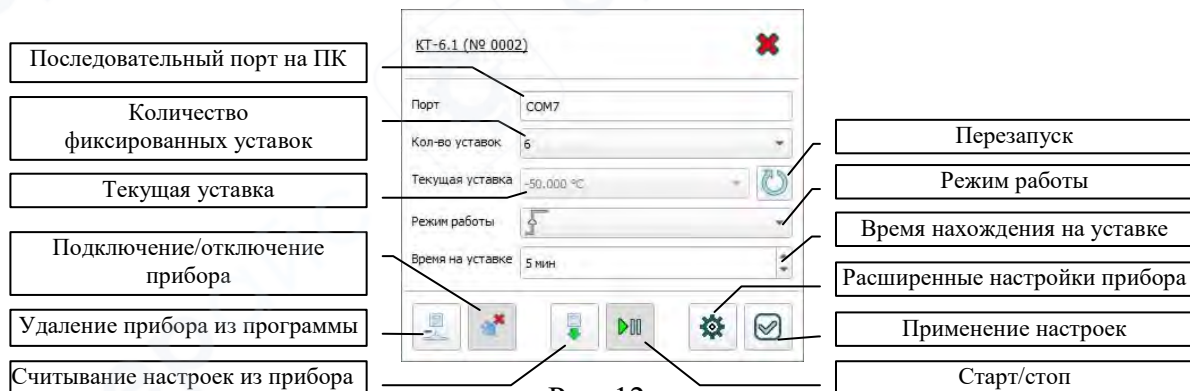 Последовательный порт на ПК
Количество
фиксированных уставок
Текущая уставка
Подключение/отключение
прибора
Удаление прибора из программы
Считывание настроек из прибора
КТ-6.1 (№ 0002)
Порт
COM7
Кол-во уставок
6
Текущая уставка
-50.000 °C
Режим работы
Время на уставке
5 мин
Перезапуск
Режим работы
Время нахождения на уставке
Расширенные настройки прибора
Применение настроек
Старт/стоп